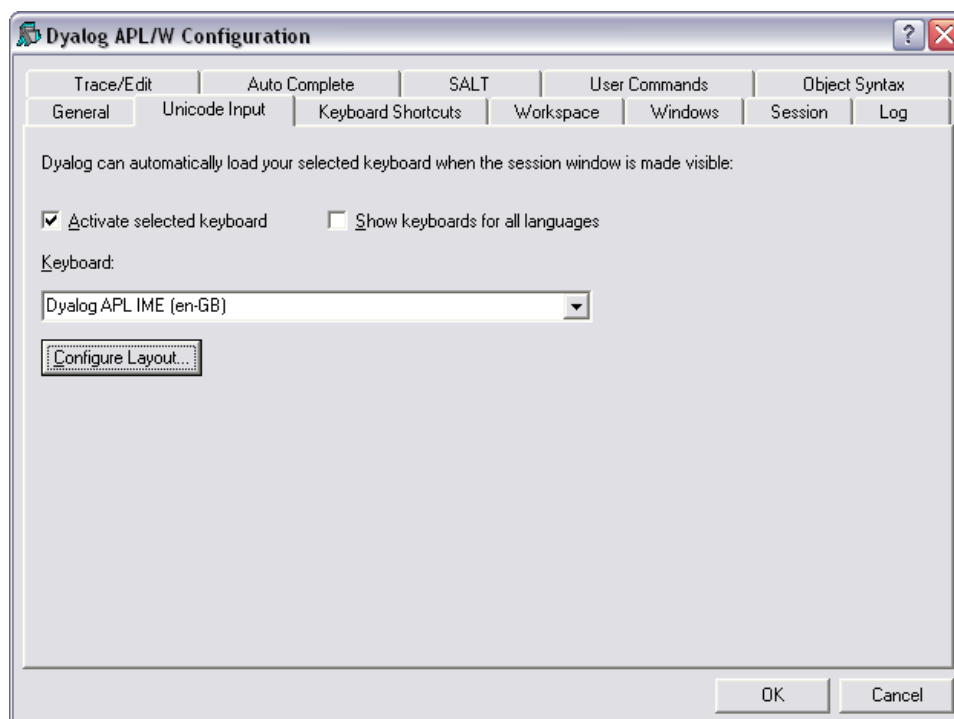 Dyalog APL/W Configuration
Trace/Edit Auto Complete SALT User Commands Object Syntax
General Unicode Input Keyboard Shortcuts Workspace Windows Session Log
Dyalog can automatically load your selected keyboard when the session window is made visible:
Activate selected keyboard Show keyboards for all languages
Keyboard:
Dyalog APL IME (en-GB)
Configure Layout...
OK Cancel